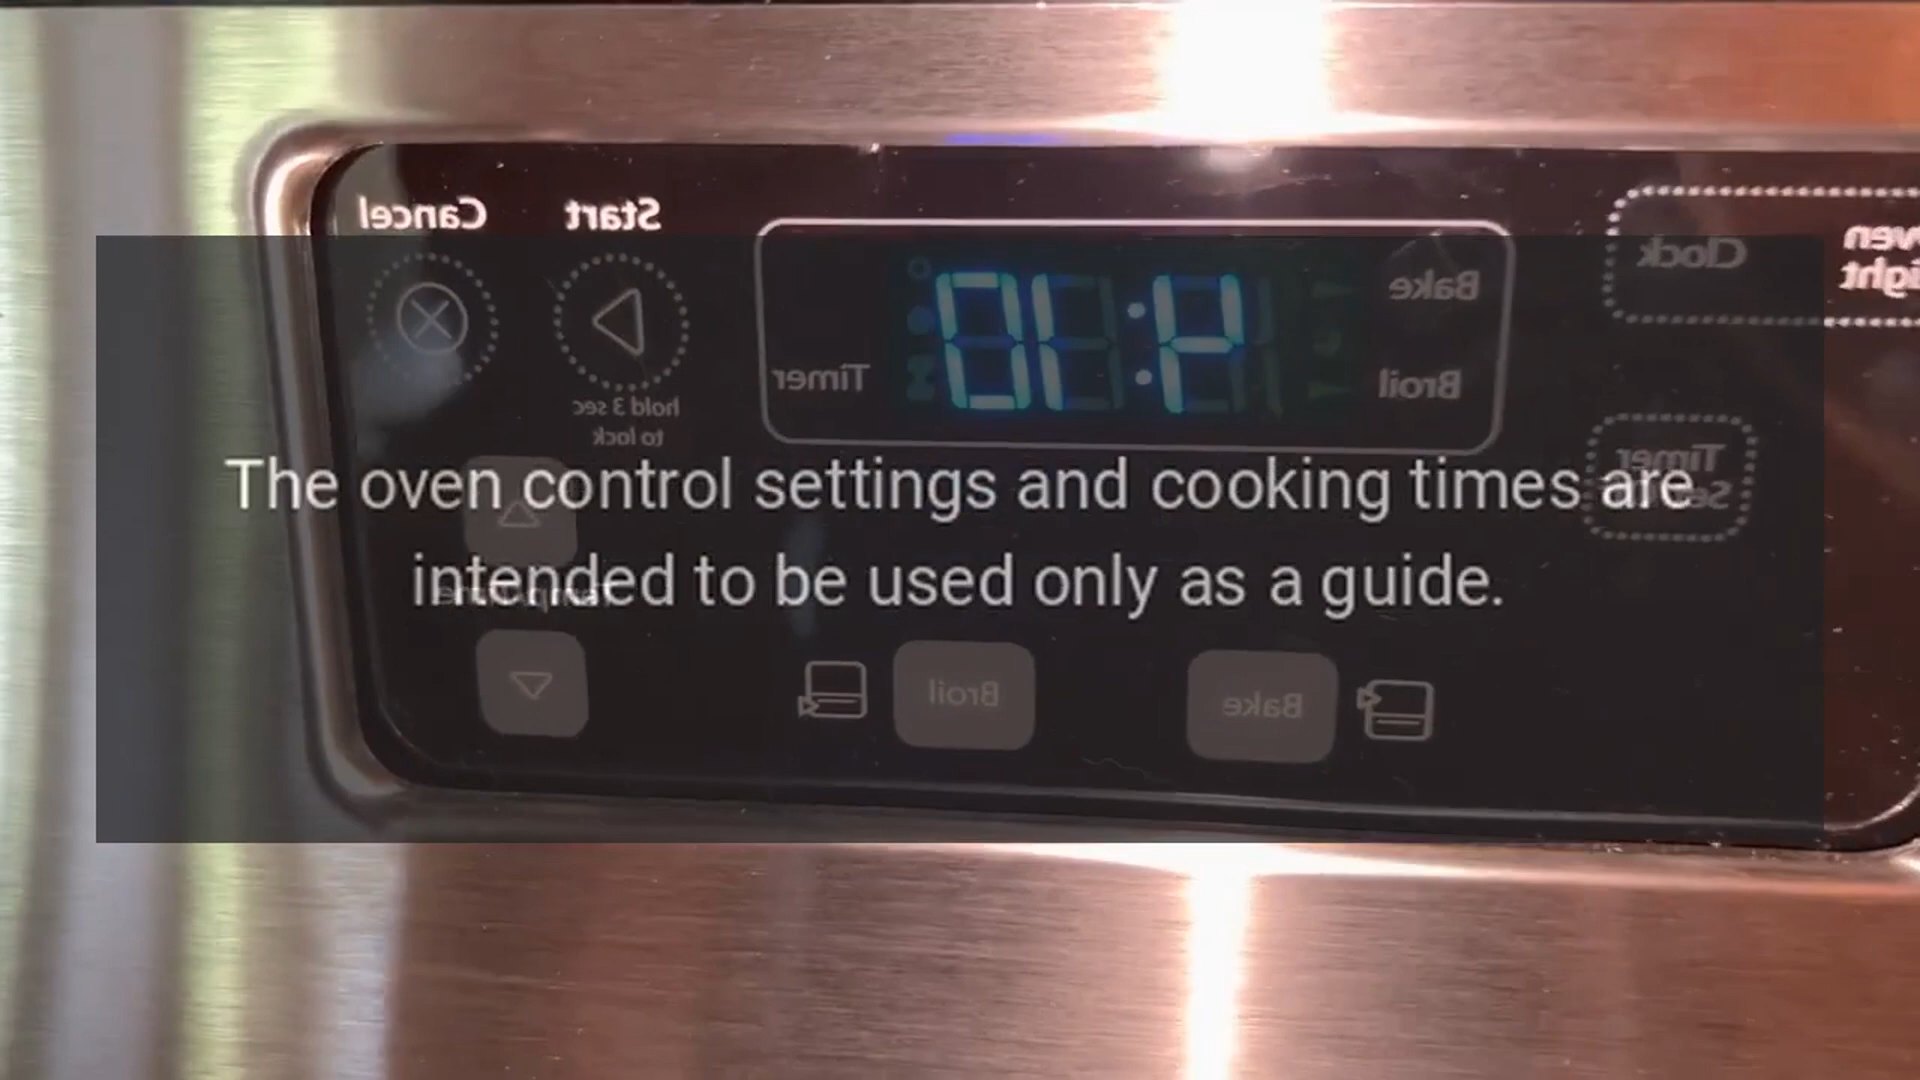 Cancel
Start
Bake
Clock
Timer
Broil
hold 3 sec
to lock
The oven control settings and cooking times are
intended to be used only as a guide.
Broil
Bake